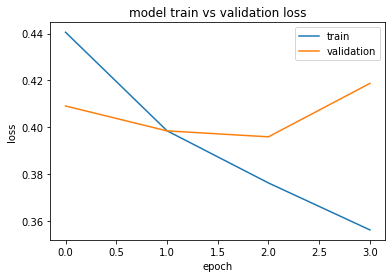 model train vs validation loss
train
validation
0.44
0.42
0.40
0.38
0.36
loss
0.0 0.5 1.0 1.5 2.0 2.5 3.0
epoch